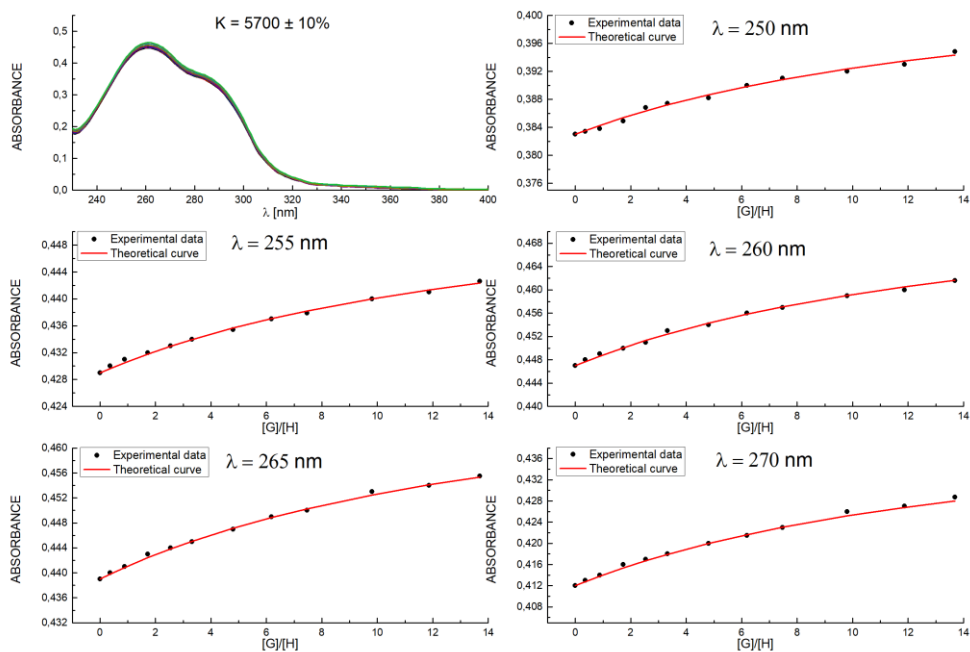 K = 5700 ± 10%
ABSORBANCE
0,5
0,4
0,3
0,2
0,1
0,0
240 260 280 300 320 340 360 380 400
λ [nm]
Experimental data
Theoretical curve
λ = 250 nm
ABSORBANCE
0,400
0,396
0,392
0,388
0,384
0,380
0,376
0 2 4 6 8 10 12 14
[G]/[H]
Experimental data
Theoretical curve
λ = 255 nm
ABSORBANCE
0,448
0,444
0,440
0,436
0,432
0,428
0,424
0 2 4 6 8 10 12 14
[G]/[H]
Experimental data
Theoretical curve
λ = 260 nm
ABSORBANCE
0,468
0,464
0,460
0,456
0,452
0,448
0,444
0,440
0 2 4 6 8 10 12 14
[G]/[H]
Experimental data
Theoretical curve
λ = 265 nm
ABSORBANCE
0,460
0,456
0,452
0,448
0,444
0,440
0,436
0,432
0 2 4 6 8 10 12 14
[G]/[H]
Experimental data
Theoretical curve
λ = 270 nm
ABSORBANCE
0,436
0,432
0,428
0,424
0,420
0,416
0,412
0,408
0 2 4 6 8 10 12 14
[G]/[H]